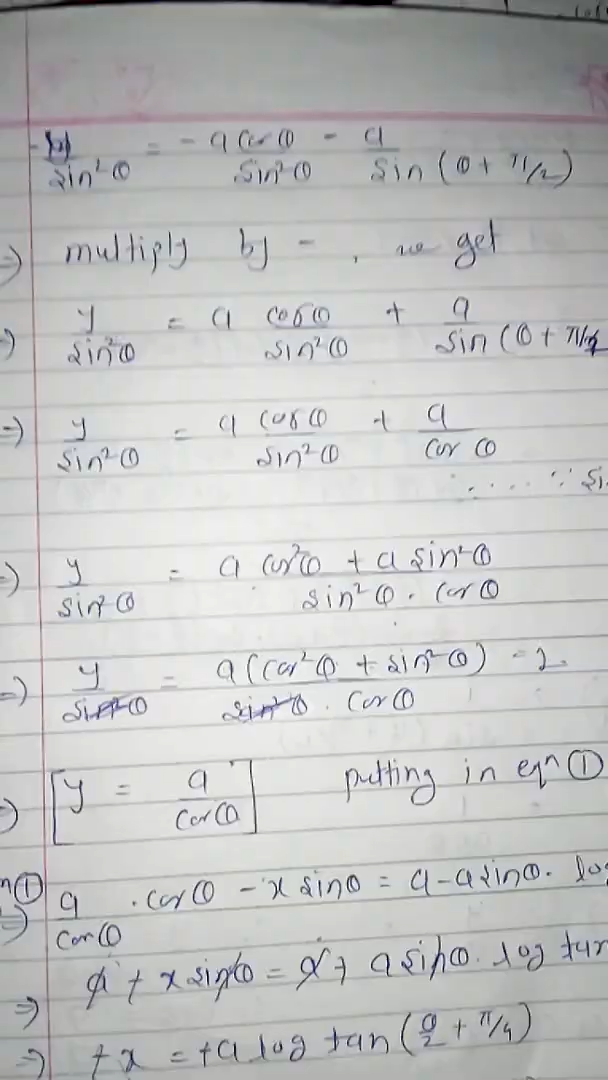 -y/sin²θ = -a cosθ/sin²θ - a/sin(θ + π/2)
⇒ multiply by - , we get
⇒ y/sin²θ = a cosθ/sin²θ + a/sin(θ + π/2
⇒ y/sin²θ = a cosθ/sin²θ + a/cosθ
..... ∵ Si
⇒ y/sin²θ = a cos²θ + a sin²θ/sin²θ · cosθ
⇒ y/sin²θ = a(cos²θ + sin²θ)/sin²θ · cosθ
⇒ [y = a/cosθ] putting in eqn ①
n① ⇒ a/cosθ · cosθ - x sinθ = a - a sinθ · log
⇒ a + x sinθ = a + a sinθ · log tan
⇒ +x = +a log tan(θ/2 + π/4)